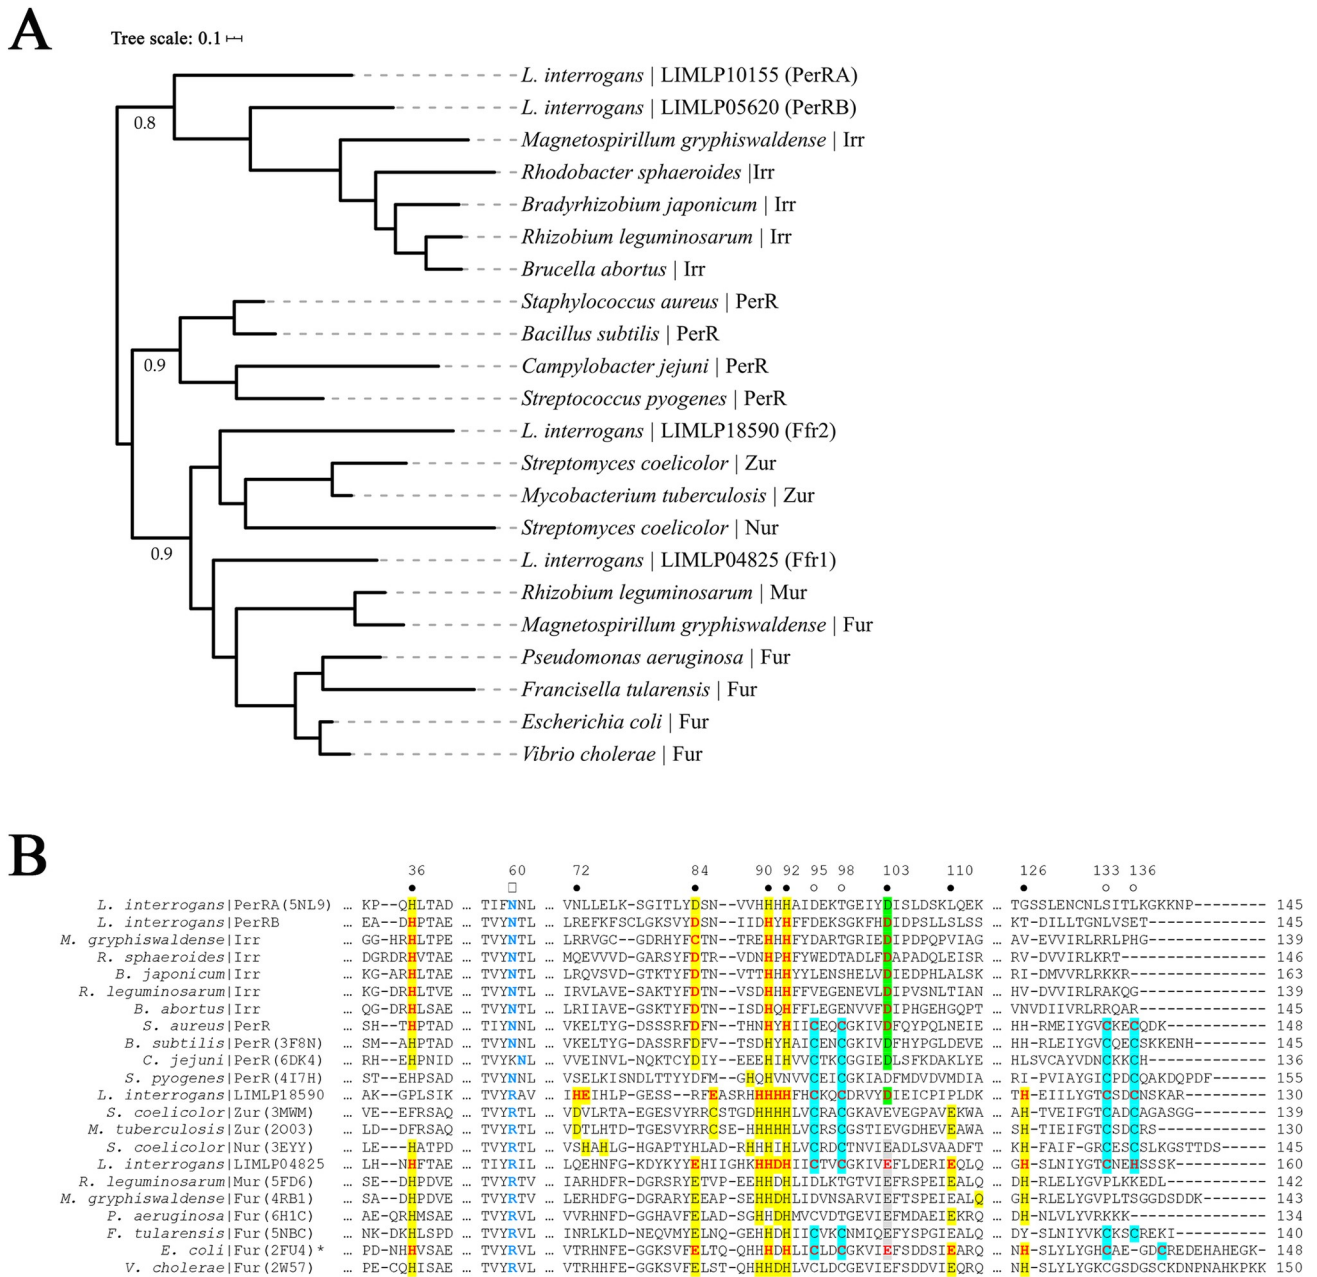 A
Tree scale: 0.1
L. interrogans | LIMLP10155 (PerRA)
L. interrogans | LIMLP05620 (PerRB)
0.8
Magnetospirillum gryphiswaldense | Irr
Rhodobacter sphaeroides |Irr
Bradyrhizobium japonicum | Irr
Rhizobium leguminosarum | Irr
Brucella abortus | Irr
Staphylococcus aureus | PerR
Bacillus subtilis | PerR
0.9
Campylobacter jejuni | PerR
Streptococcus pyogenes | PerR
L. interrogans | LIMLP18590 (Ffr2)
Streptomyces coelicolor | Zur
Mycobacterium tuberculosis | Zur
Streptomyces coelicolor | Nur
0.9
L. interrogans | LIMLP04825 (Ffr1)
Rhizobium leguminosarum | Mur
Magnetospirillum gryphiswaldense | Fur
Pseudomonas aeruginosa | Fur
Francisella tularensis | Fur
Escherichia coli | Fur
Vibrio cholerae | Fur
B
36 60 72 84 90 92 95 98 103 110 126 133 136
L. interrogans|PerRA(5NL9) … KP--QHLTAD … TIFNNL … VNLLELK-SGITLYDSN--VVHHHHAIDEKTGEIYDISLDSKLQEK … TGSSLENCNLSITLKGKKNP------- 145
L. interrogans|PerRB … EA--DHPTAE … TVYNTL … LREFKFSCLGKSVYDSN--IIDHYHFFDEKSGKFHDIDPSLLSLSS … KT-DILLTGNLVSET------------ 145
M. gryphiswaldense|Irr … GG-HRHLTPE … TVYNTL … LRRVGC--GDRHYFCTN--TREHHHFYDARTGRIEDIPDPQPVIAG … AV-EVVIRLRRLPHG------------ 139
R. sphaeroides|Irr … DGRDRHVTAE … TVYNTL … MQEVVVD-GARSYFDTR--VDNHPHFYWEDTADLFDAPADQLEISR … RV-DVVIRLKRT--------------- 146
B. japonicum|Irr … KG-ARHLTAE … TVYNTL … LRQVSVD-GTKTYFDTN--VTTHHHYYLENSHELVDIEDPHLALSK … RI-DMVVRLRKKR-------------- 163
R. leguminosarum|Irr … KG-DRHLTVE … TVYNTL … IRVLAVE-SAKTYFDTN--VSDHHHFFVEGENEVLDIPVSNLTIAN … HV-DVVIRLRAKQG------------- 139
B. abortus|Irr … QG-DRHLSAE … TVYNTL … LRIIAVE-GSKTYFDTN--VSDHQHFFLEGENVVFDIPHGEHGQPT … VNVDIIVRLRRQAR------------- 145
S. aureus|PerR … SH--THPTAD … TIYNNL … VKELTYG-DSSSRFDFN--THNHYHIICEQCGKIVDFQYPQLNEIE … HH-RMEIYGVCKECQDK---------- 148
B. subtilis|PerR(3F8N) … SM--AHPTAD … TVYNNL … VKELTYG-DASSRFDFV--TSDHYHAICENCGKIVDFHYPGLDEVE … HH-RLEIYGVCQECSKKENH------- 145
C. jejuni|PerR(6DK4) … RH--EHPNID … TVYKNL … VVEINVL-NQKTCYDIY--EEEHIHVVCTKCGGIEDLSFKDAKLYE … HLSVCAYVDNCKKCH------------ 136
S. pyogenes|PerR(4I7H) … ST--EHPSAD … TVYNNL … VSELKISNDLTTYYDFM--GHQHVNVVCEICGKIADFMDVDVMDIA … RI-PVIAYGICPDCQAKDQPDF----- 155
L. interrogans|LIMLP18590 … AK--GPLSIK … TVYRAV … HEIHLP-GESS--RFEASRHHHHHFHCKQCDRVYDIEICPIPLDK … TH-EVIILYGTCSACNSKAR------- 130
S. coelicolor|Zur(3MWM) … VE--EFRSAQ … TVYRTL … DVLRTA-EGESVYRRCSTGDHHHHLVCRACGKAVEVEGPAVEKWA … AH-TVEIFGTCADCAGASGG------- 139
M. tuberculosis|Zur(2O03) … LD--DFRSAQ … TVYRTL … DTLHTD-TGESVYRRCSE-HHHHHLVCRSCGSTIEVGDHEVEAWA … SH-TIEIFGTCSDCRS----------- 130
S. coelicolor|Nur(3EYY) … LE--HATPD … TVYRTL … SHAHLG-HGAPTYHLAD--RHHHIHLVCRDCTNVIEADLSVAADFT … KH-FAIF-GRCESCSLKGSTTDS---- 145
L. interrogans|LIMLP04825 … LH--NHFTAE … TIYRIL … LQEHNFG-KDYKYYEHIIGHKHHDHIICTVCGKIVEFLDERIEQLQ … GH-SLNIYGTCNEHSSSK--------- 160
R. leguminosarum|Mur(5FD6) … SE--DHPDVE … TVYRTV … IARHDFR-DGRSRYETVP-EEHHDHLIDLKTGTVIEFRSPEIEALQ … GH-RLELYGVPLKKEDL---------- 142
M. gryphiswaldense|Fur(4RB1) … SA--DHPDVE … TVYRTV … LERHDFG-DGRARYEEAP-SEHHDHLIDVNSARVIEFTSPEIEALQ … GH-RLELYGVPLTSGGDSDDK------ 143
P. aeruginosa|Fur(6H1C) … AE-QRHMSAE … TVYRVL … VVRHNFD-GGHAVFELAD-SGHHDHMVCVDTGEVIEFMDAEIEKRQ … DH-NLVLYVRKKK-------------- 134
F. tularensis|Fur(5NBC) … NK-DKHLSPD … TVYRVL … INRLKLD-NEQVMYELNQ-GEHHDHIICVKCNMIQEFYSPGIEALQ … DY-SLNIYVKCKSCREKI--------- 140
E. coli|Fur(2FU4)* … PD-NHHVSAE … TVYRVL … VTRHNFE-GGKSVFELTQ-QHHHDHLICLDCGKVIEFSDDSIEARQ … NH-SLYLYGHCAE-GDCREDEHAHEGK- 148
V. cholerae|Fur(2W57) … PE-CQHISAE … TVYRVL … VTRHHFE-GGKSVFELST-QHHHDHLVCLDCGEVIEFSDDVIEQRQ … NV-VLTNKSLYLYGKCGSDGSCKDNPNAHKPKK 150